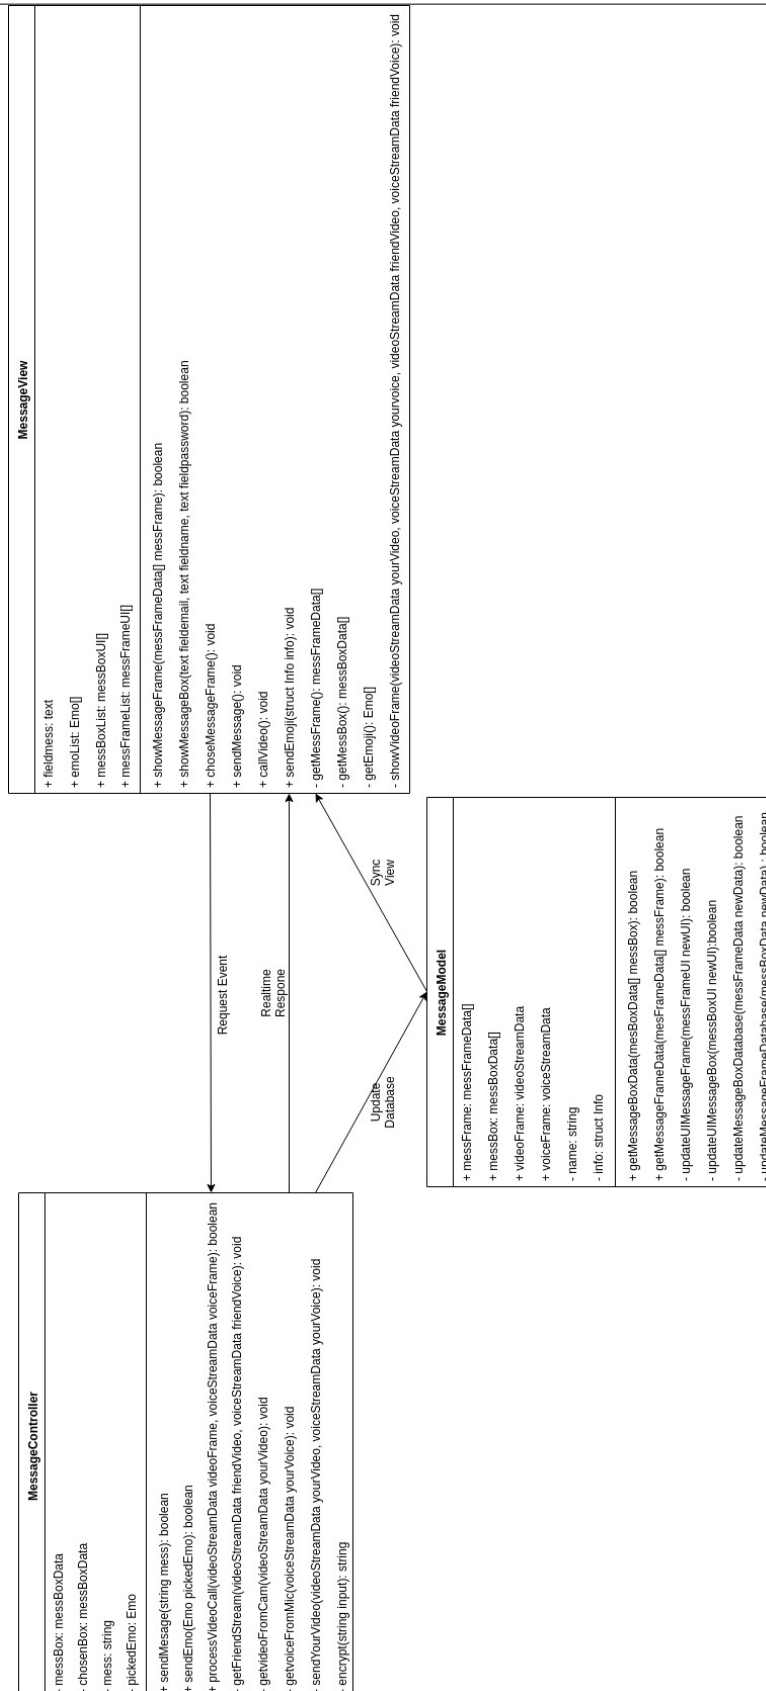 MessageView
+ fieldmess: text
+ emoList: Emo[]
+ messBoxList: messBoxUI[]
+ messFrameList: messFrameUI[]
+ showMessageFrame(messFrameData[] messFrame): boolean
+ showMessageBox(text fieldemail, text fieldname, text fieldpassword): boolean
+ choseMessageFrame(): void
+ sendMessage(): void
+ callVideo(): void
+ sendEmoji(struct Info info): void
- getMessFrame(): messFrameData[]
- getMessBox(): messBoxData[]
- getEmoji(): Emo[]
- showVideoFrame(videoStreamData yourVideo, voiceStreamData yourvoice, videoStreamData friendVideo, voiceStreamData friendVoice): void
Request Event
Realtime
Respone
Sync
View
Update
Database
MessageController
- messBox: messBoxData
- chosenBox: messBoxData
- mess: string
- pickedEmo: Emo
+ sendMesage(string mess): boolean
+ sendEmo(Emo pickedEmo): boolean
+ processVideoCall(videoStreamData videoFrame, voiceStreamData voiceFrame): boolean
- getFriendStream(videoStreamData friendVideo, voiceStreamData friendVoice): void
- getvideoFromCam(videoStreamData yourVideo): void
- getvoiceFromMic(voiceStreamData yourVoice): void
- sendYourVideo(videoStreamData yourVideo, voiceStreamData yourVoice): void
- encrypt(string input): string
MessageModel
+ messFrame: messFrameData[]
+ messBox: messBoxData[]
+ videoFrame: videoStreamData
+ voiceFrame: voiceStreamData
- name: string
- info: struct Info
+ getMessageBoxData(mesBoxData[] messBox): boolean
+ getMessageFrameData(mesFrameData[] messFrame): boolean
- updateUIMessageFrame(messFrameUI newUI): boolean
- updateUIMessageBox(messBoxUI newUI):boolean
- updateMessageBoxDatabase(messFrameData newData): boolean
- updateMessageFrameDatabase(messBoxData newData) : boolean